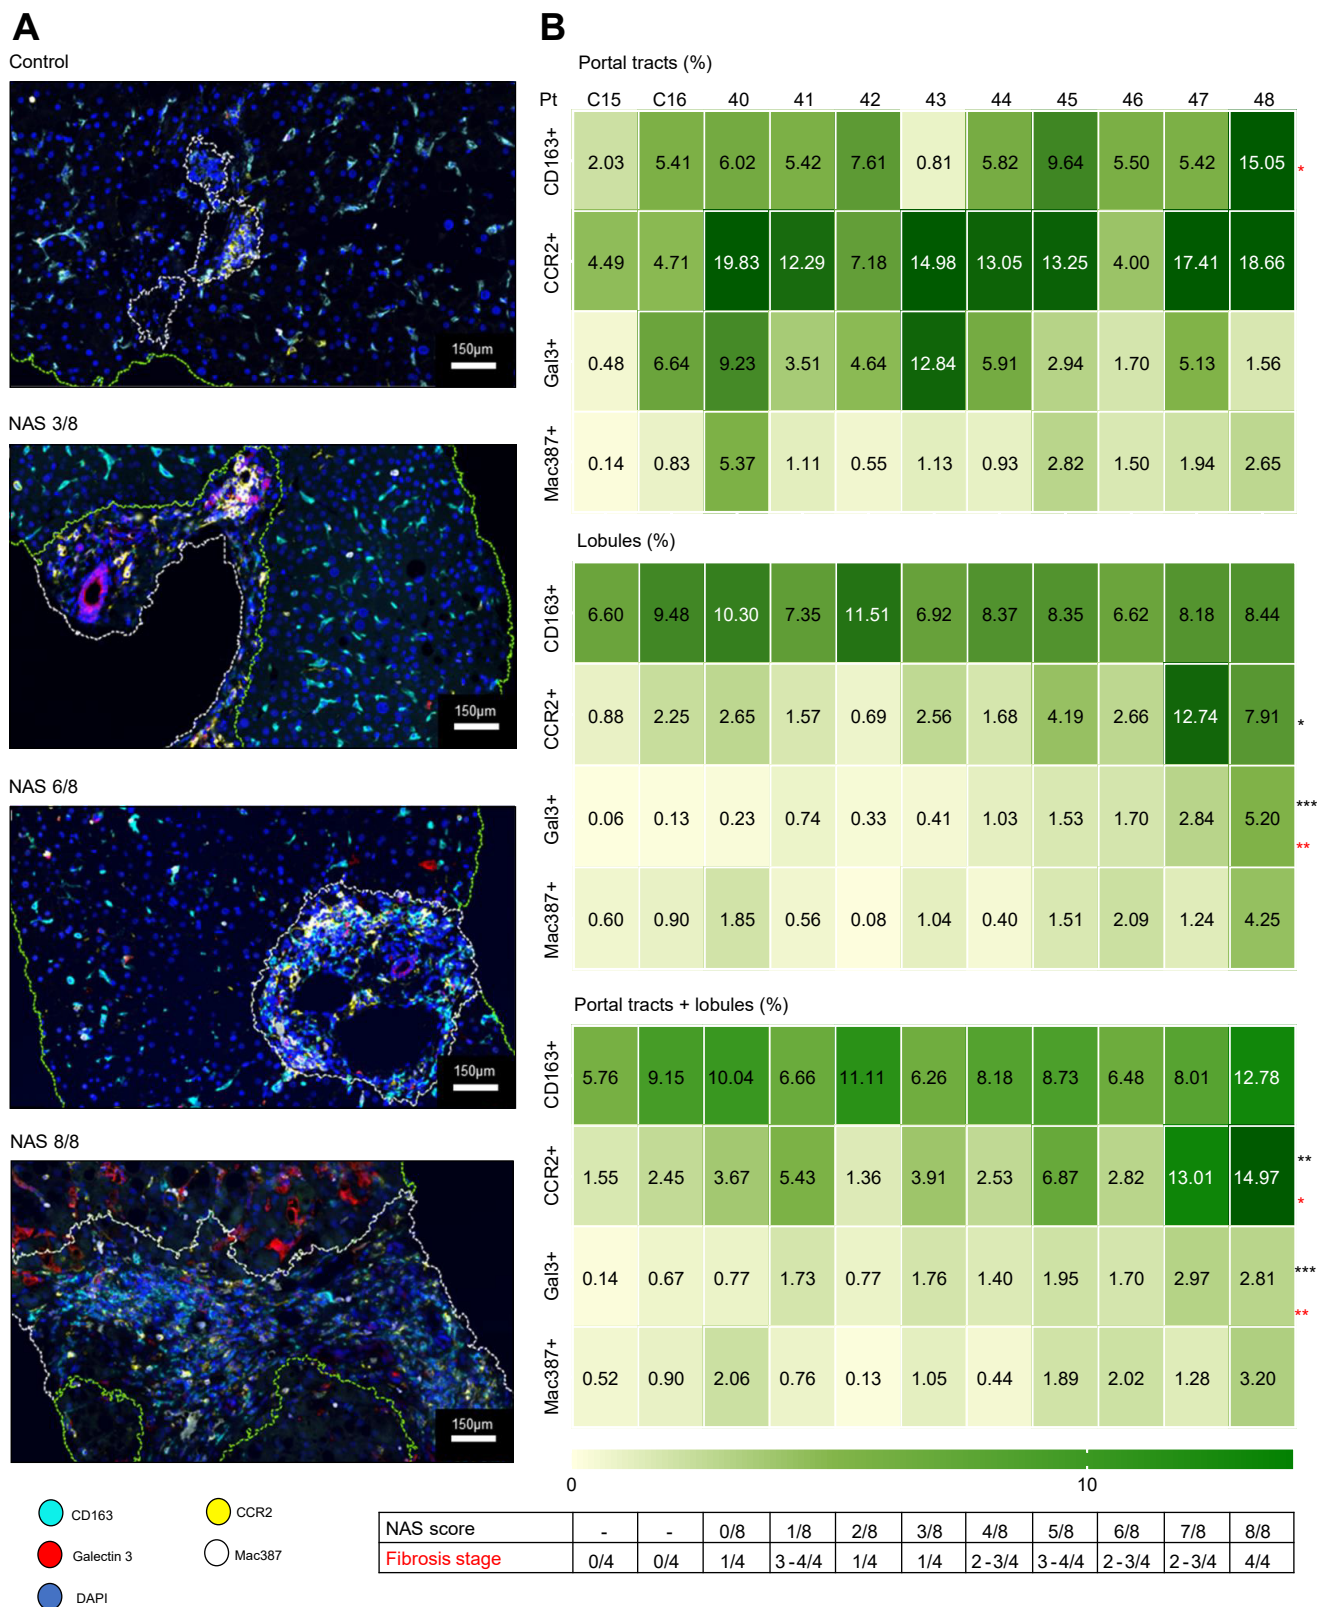 A
Control
150µm
NAS 3/8
150µm
NAS 6/8
150µm
NAS 8/8
150µm
CD163
CCR2
Galectin 3
Mac387
DAPI
B
Portal tracts (%)
Pt C15 C16 40 41 42 43 44 45 46 47 48
CD163+ 2.03 5.41 6.02 5.42 7.61 0.81 5.82 9.64 5.50 5.42 15.05 *
CCR2+ 4.49 4.71 19.83 12.29 7.18 14.98 13.05 13.25 4.00 17.41 18.66
Gal3+ 0.48 6.64 9.23 3.51 4.64 12.84 5.91 2.94 1.70 5.13 1.56
Mac387+ 0.14 0.83 5.37 1.11 0.55 1.13 0.93 2.82 1.50 1.94 2.65
Lobules (%)
CD163+ 6.60 9.48 10.30 7.35 11.51 6.92 8.37 8.35 6.62 8.18 8.44
CCR2+ 0.88 2.25 2.65 1.57 0.69 2.56 1.68 4.19 2.66 12.74 7.91 *
Gal3+ 0.06 0.13 0.23 0.74 0.33 0.41 1.03 1.53 1.70 2.84 5.20 ***
**
Mac387+ 0.60 0.90 1.85 0.56 0.08 1.04 0.40 1.51 2.09 1.24 4.25
Portal tracts + lobules (%)
CD163+ 5.76 9.15 10.04 6.66 11.11 6.26 8.18 8.73 6.48 8.01 12.78
CCR2+ 1.55 2.45 3.67 5.43 1.36 3.91 2.53 6.87 2.82 13.01 14.97 **
*
Gal3+ 0.14 0.67 0.77 1.73 0.77 1.76 1.40 1.95 1.70 2.97 2.81 ***
**
Mac387+ 0.52 0.90 2.06 0.76 0.13 1.05 0.44 1.89 2.02 1.28 3.20
0 10
NAS score - - 0/8 1/8 2/8 3/8 4/8 5/8 6/8 7/8 8/8
Fibrosis stage 0/4 0/4 1/4 3-4/4 1/4 1/4 2-3/4 3-4/4 2-3/4 2-3/4 4/4